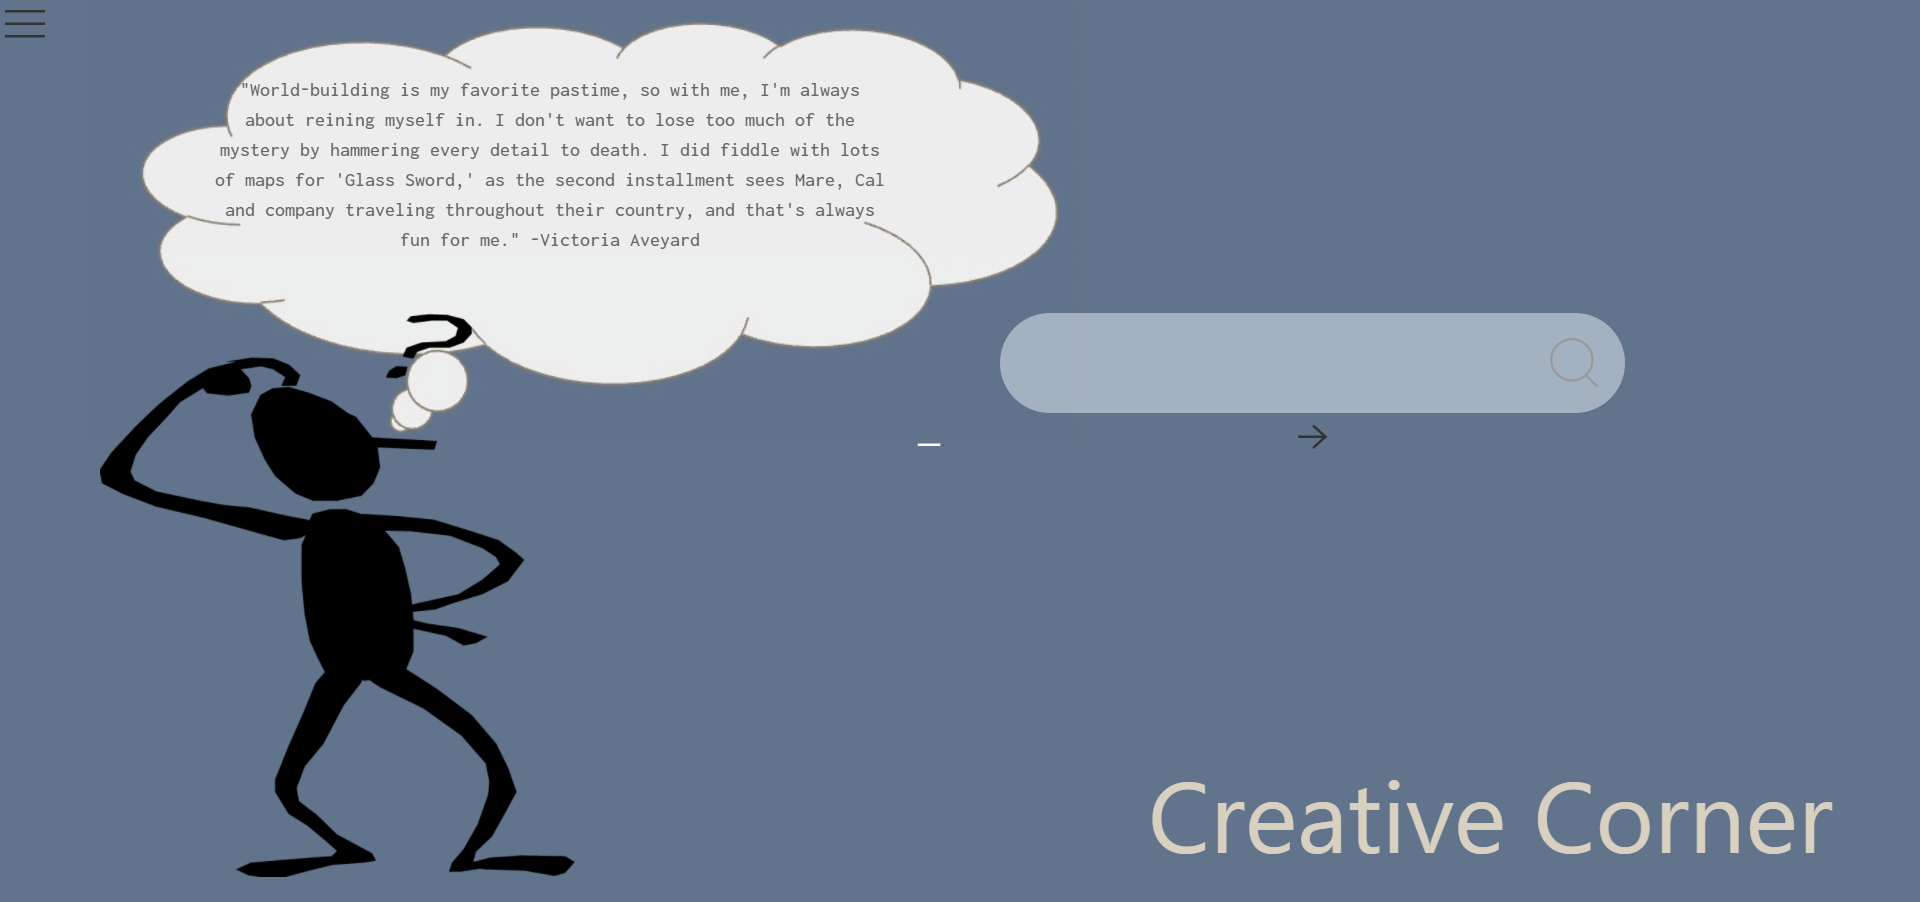 "World-building is my favorite pastime, so with me, I'm always
about reining myself in. I don't want to lose too much of the
mystery by hammering every detail to death. I did fiddle with lots
of maps for 'Glass Sword,' as the second installment sees Mare, Cal
and company traveling throughout their country, and that's always
fun for me." -Victoria Aveyard
?
Creative Corner